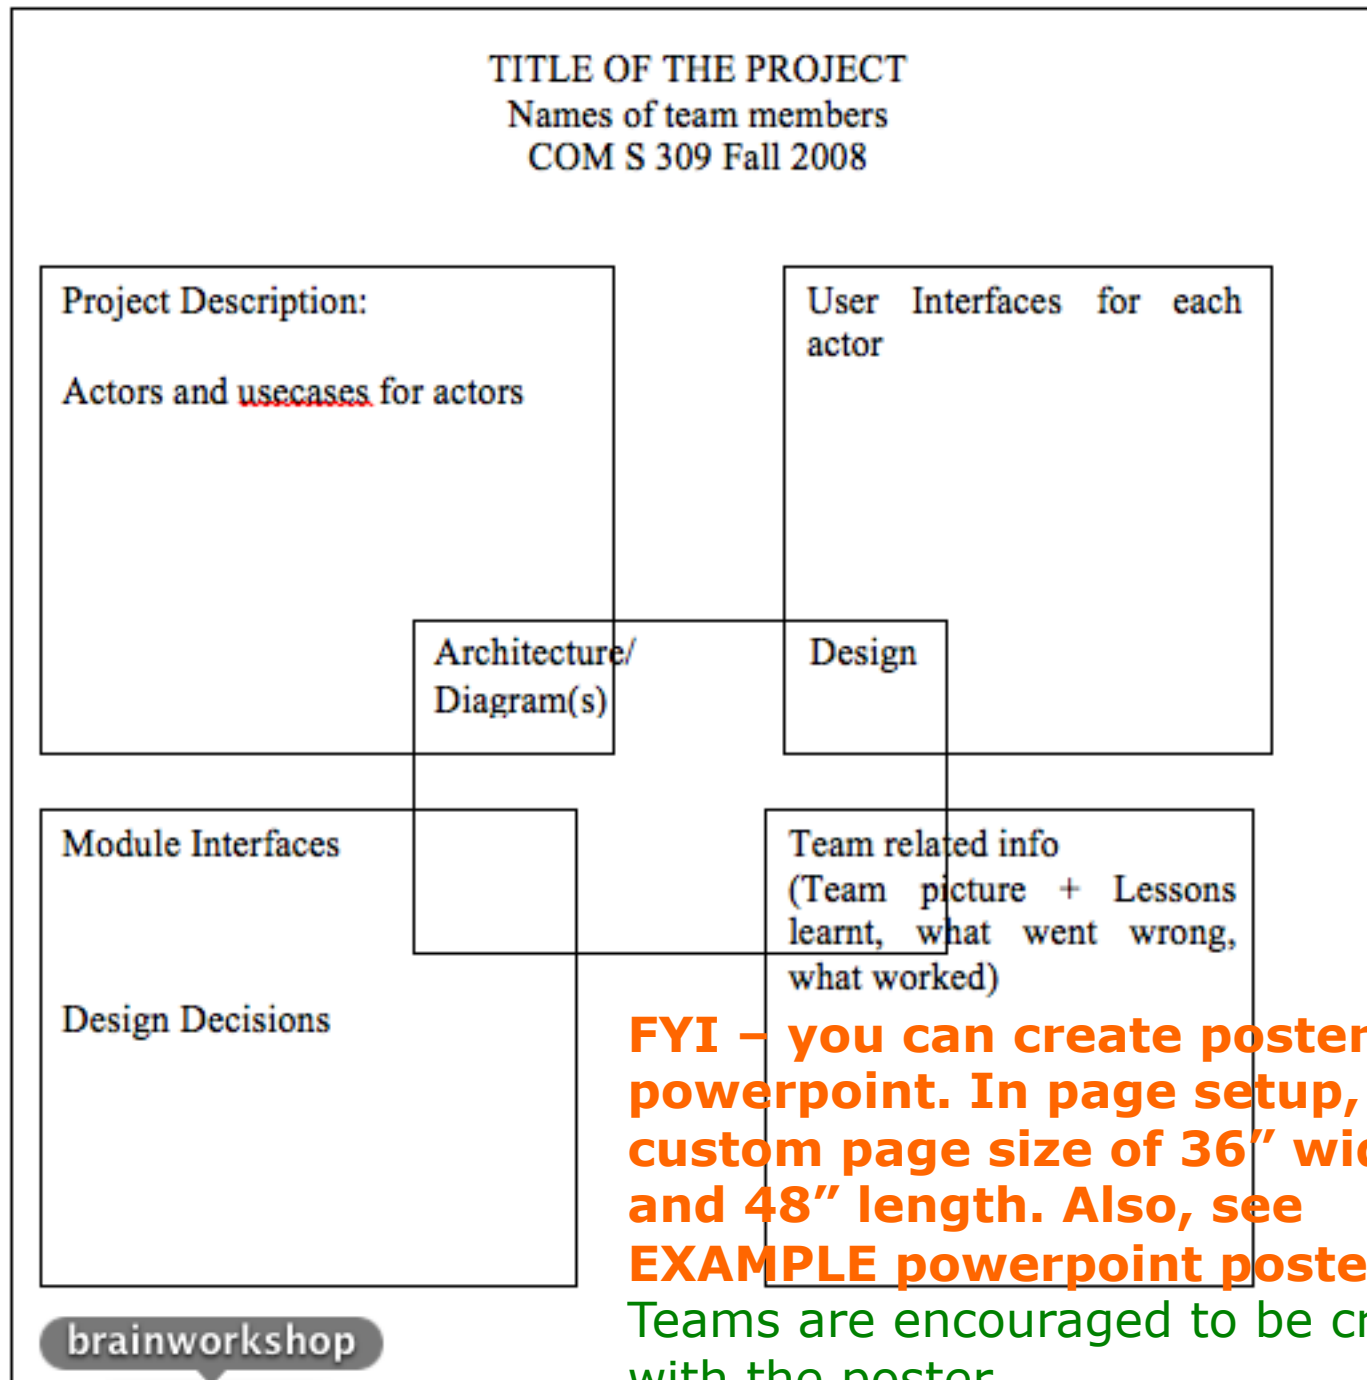 TITLE OF THE PROJECT
Names of team members
COM S 309 Fall 2008
Project Description:
Actors and usecases for actors
User Interfaces for each
actor
Architecture/ Design
Diagram(s)
Module Interfaces
Design Decisions
Team related info
(Team picture + Lessons
learnt, what went wrong,
what worked)
FYI – you can create poster
powerpoint. In page setup,
custom page size of 36” wi
and 48” length. Also, see
EXAMPLE powerpoint poste
Teams are encouraged to be cr
with the poster
brainworkshop